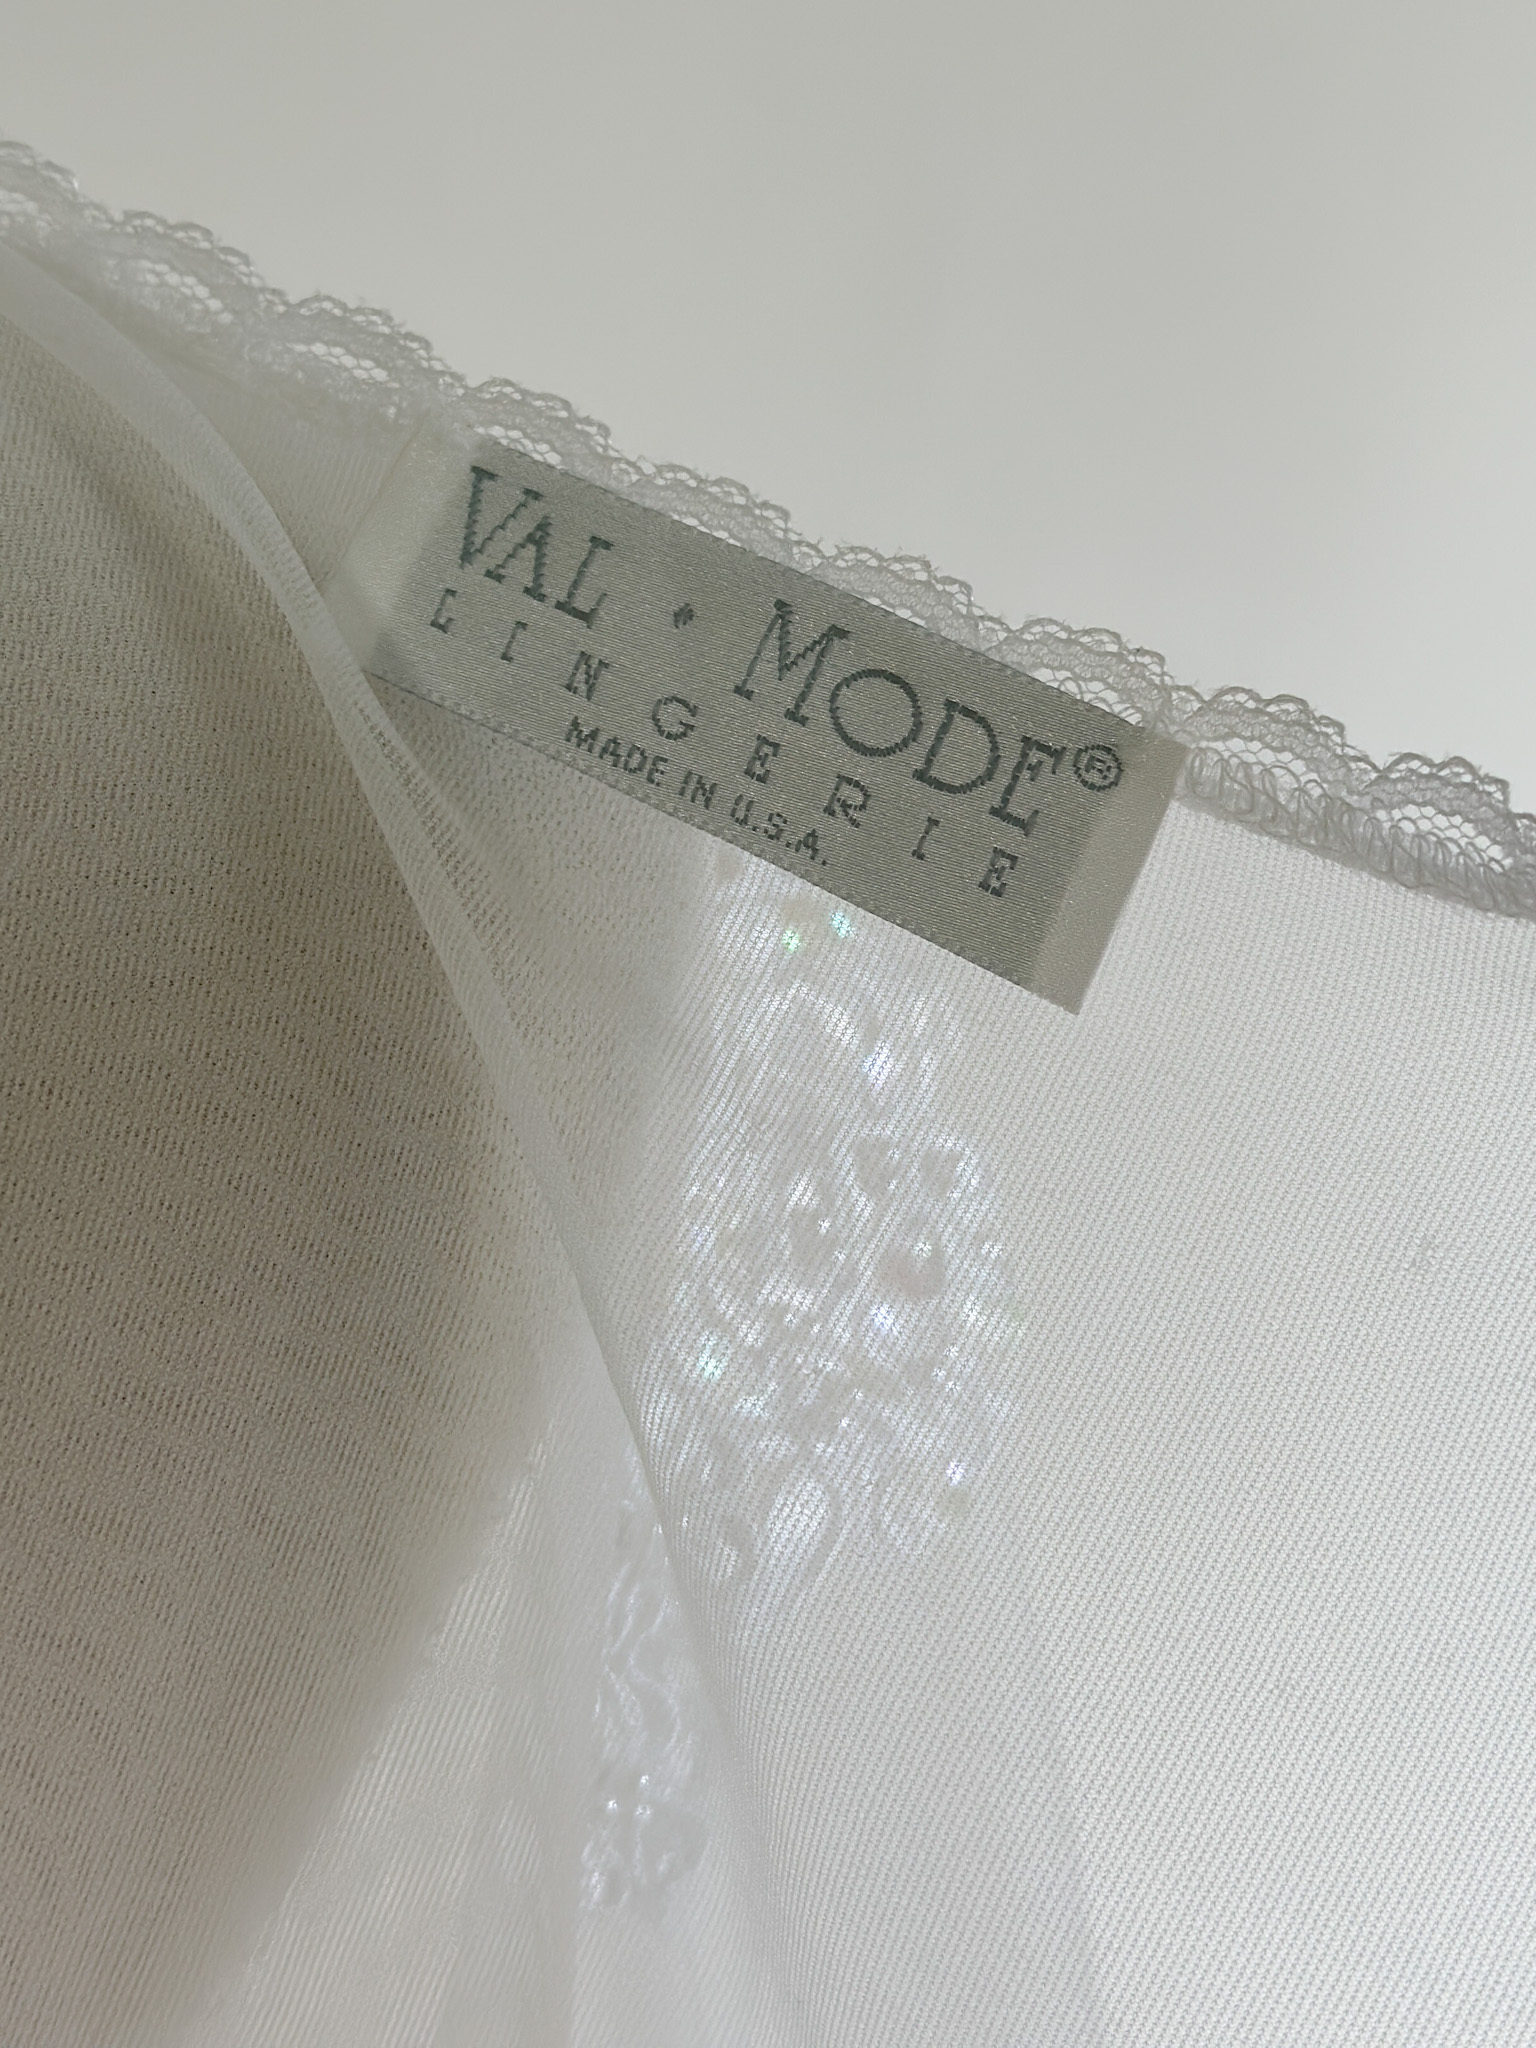 VAL • MODE®
LINGERIE
MADE IN U.S.A.